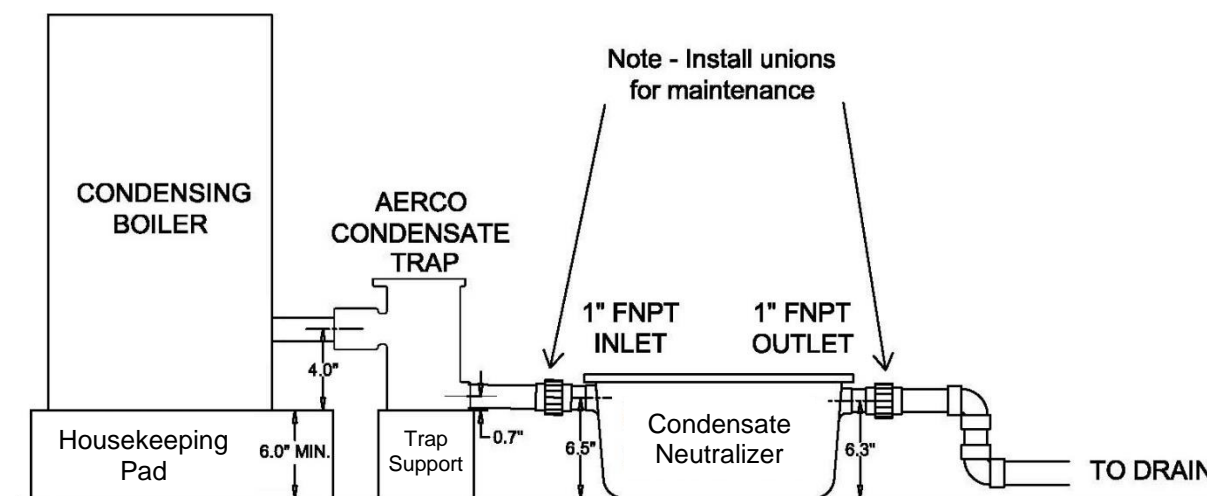 Note - Install unions
for maintenance
CONDENSING
BOILER
AERCO
CONDENSATE
TRAP
1" FNPT
INLET
1" FNPT
OUTLET
4.0"
0.7"
Housekeeping
Pad
6.0" MIN.
Trap
Support
6.5"
Condensate
Neutralizer
6.3"
TO DRAIN